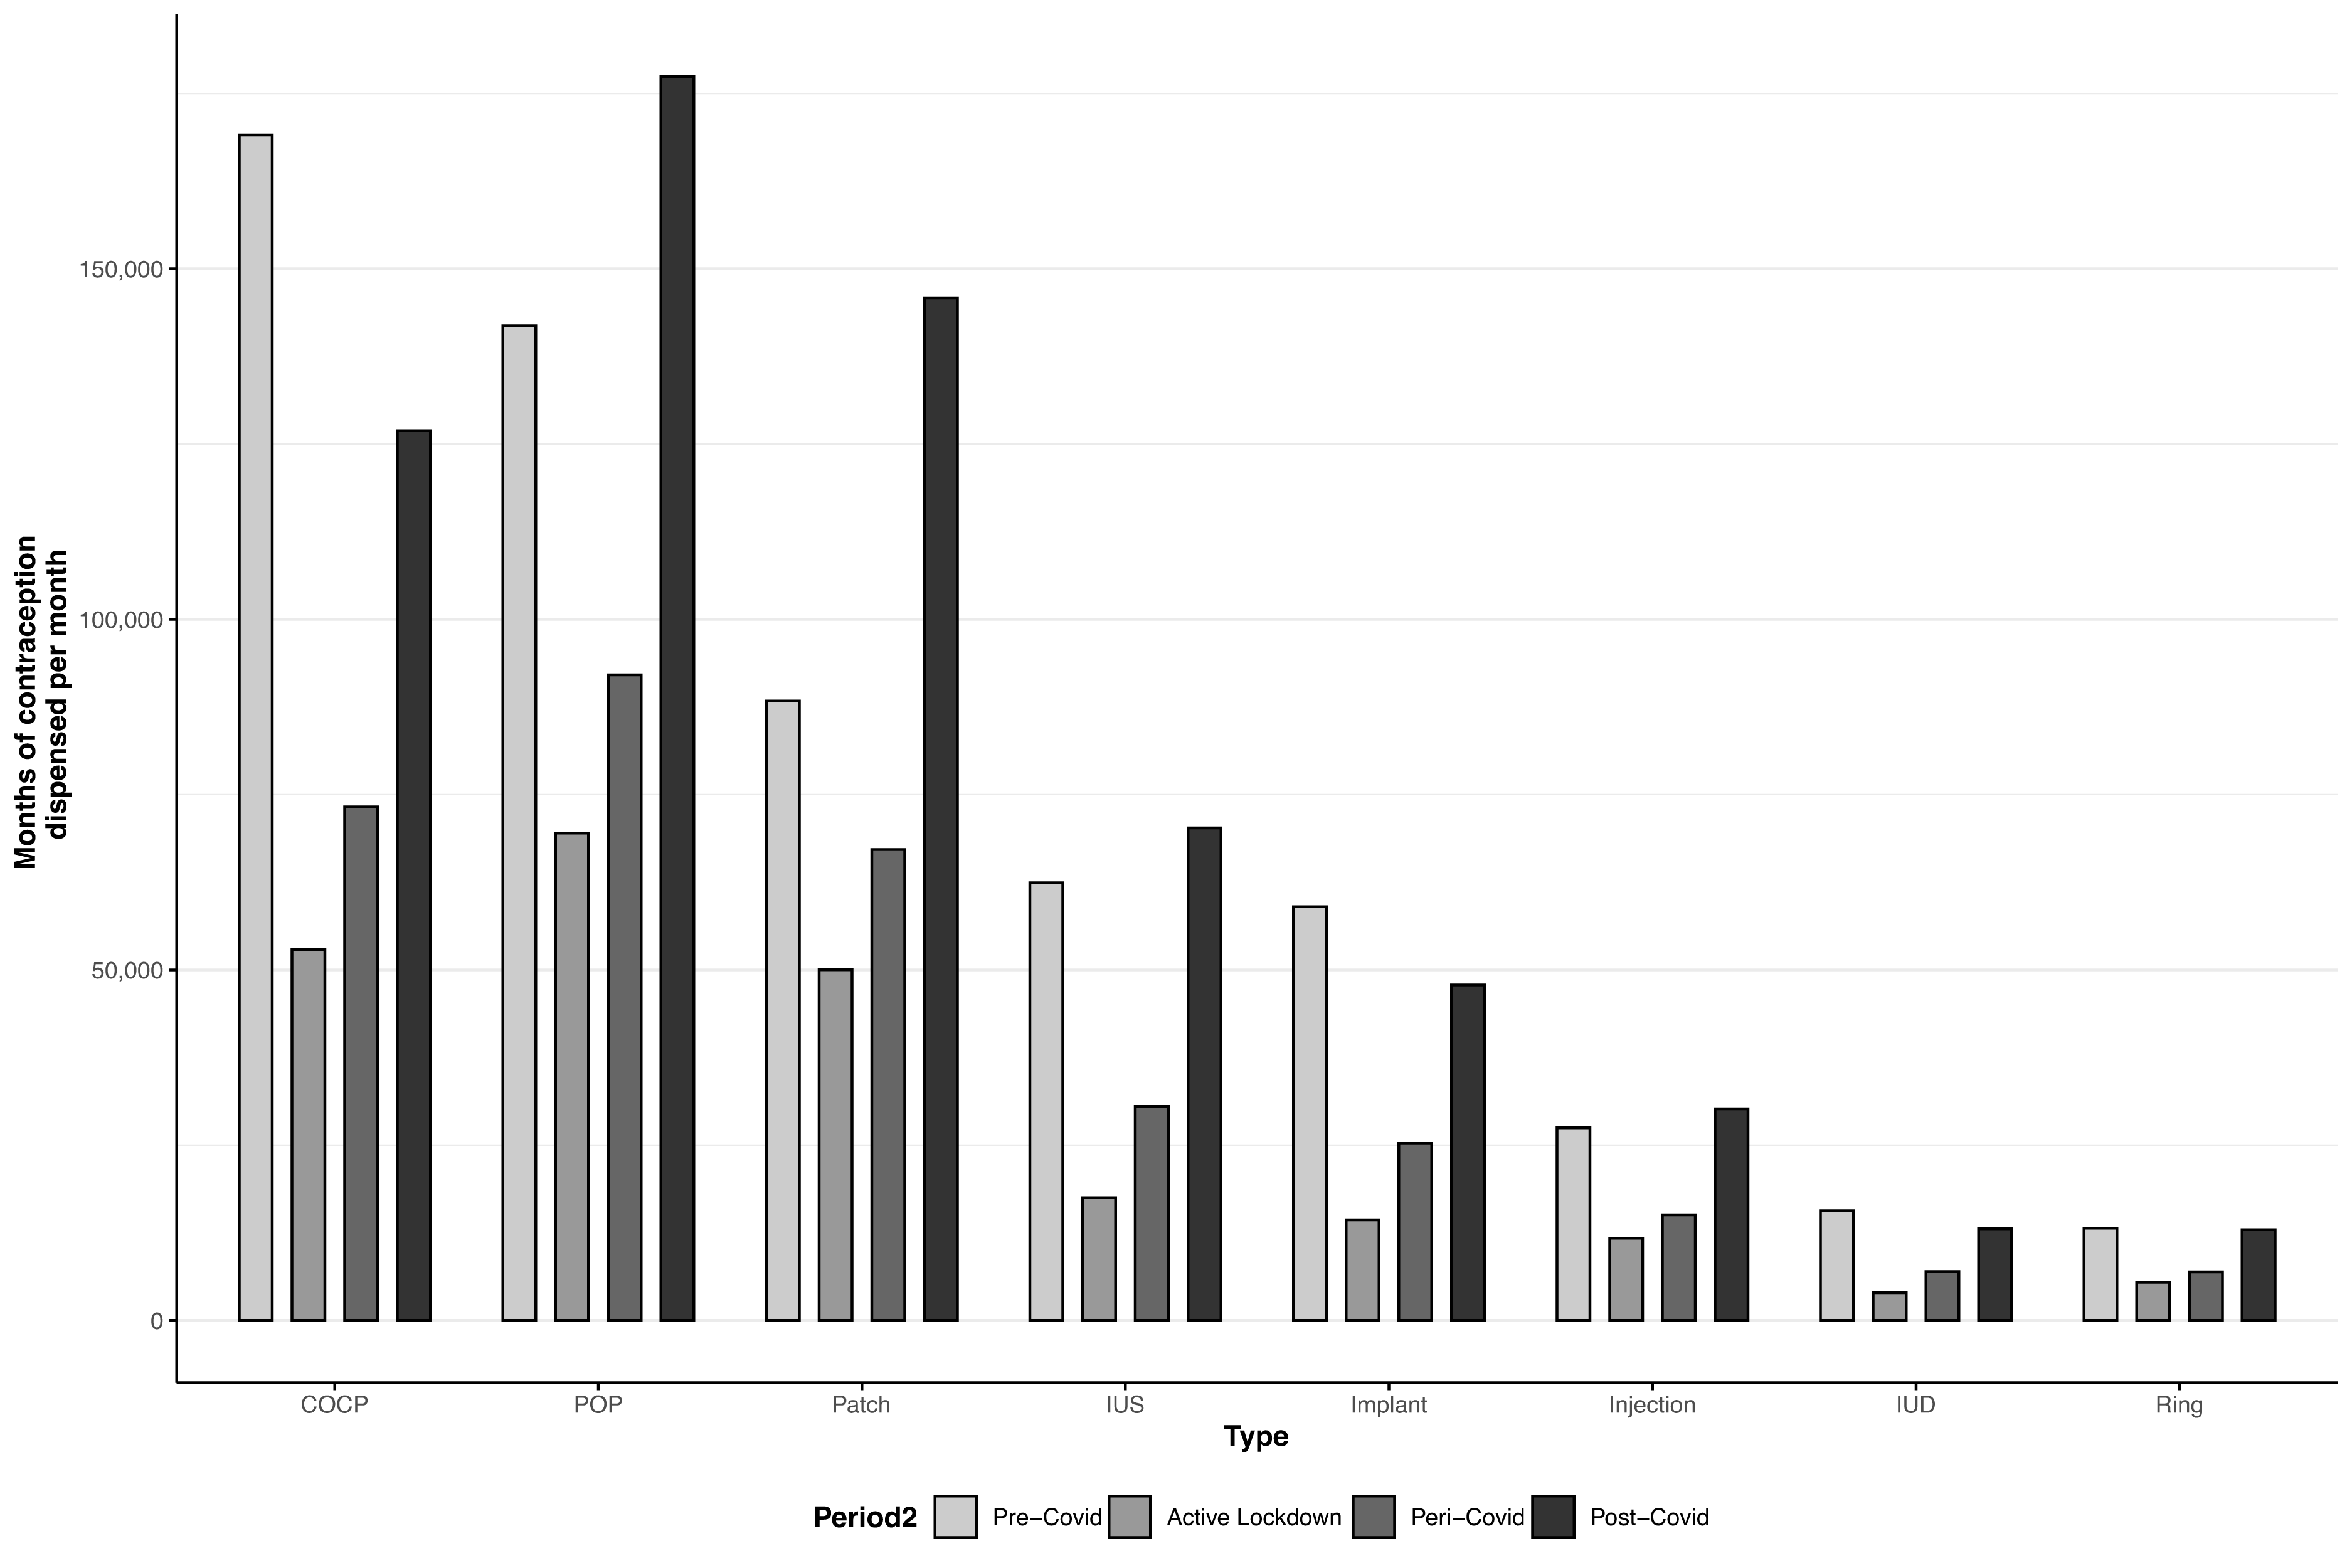 Months of contraception
dispensed per month
150,000
100,000
50,000
0
COCP POP Patch IUS Implant Injection IUD Ring
Type
Period2 Pre−Covid Active Lockdown Peri−Covid Post−Covid